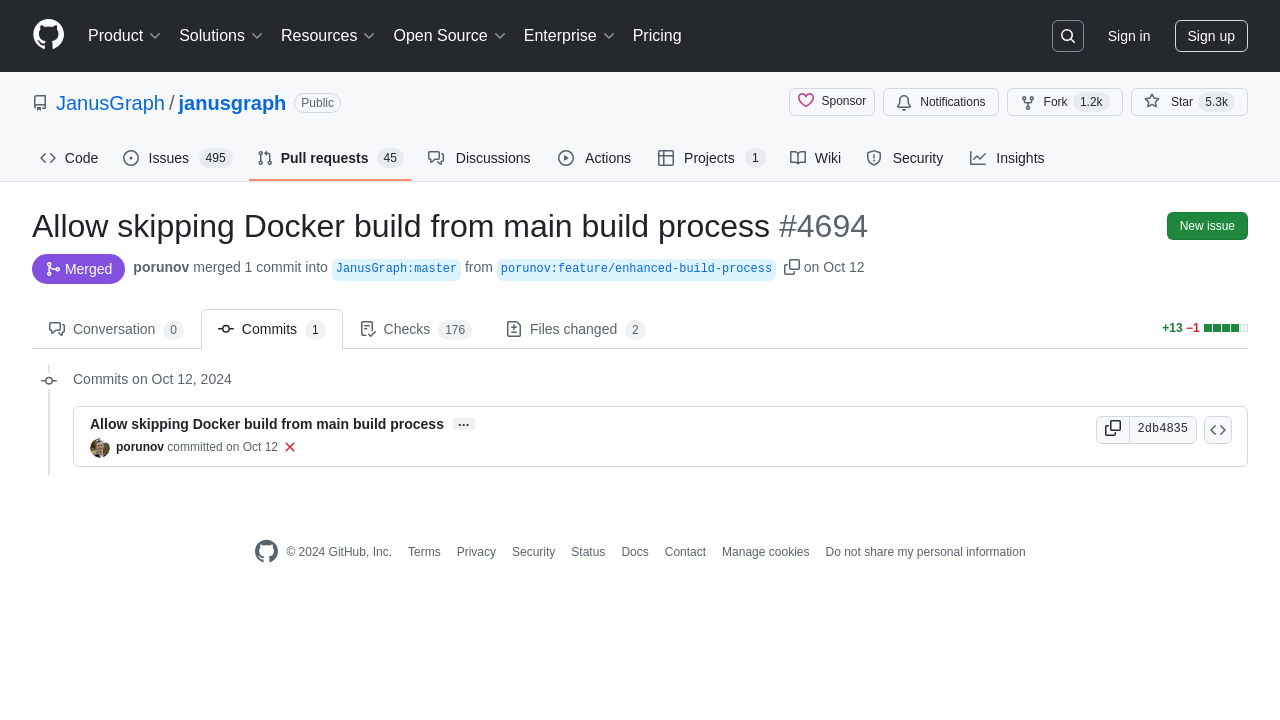 Product Solutions Resources Open Source Enterprise Pricing Sign in Sign up
JanusGraph / janusgraph Public Sponsor Notifications Fork 1.2k Star 5.3k
Code Issues 495 Pull requests 45 Discussions Actions Projects 1 Wiki Security Insights
Allow skipping Docker build from main build process #4694 New issue
Merged porunov merged 1 commit into JanusGraph:master from porunov:feature/enhanced-build-process on Oct 12
Conversation 0 Commits 1 Checks 176 Files changed 2 +13 −1
Commits on Oct 12, 2024
Allow skipping Docker build from main build process …
2db4835
porunov committed on Oct 12
© 2024 GitHub, Inc. Terms Privacy Security Status Docs Contact Manage cookies Do not share my personal information